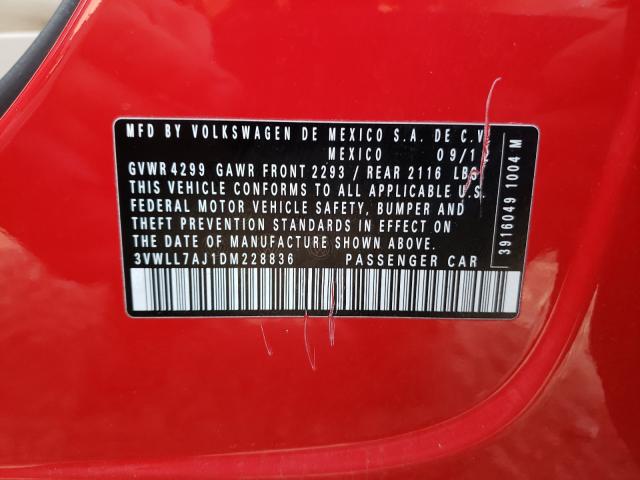 MFD BY VOLKSWAGEN DE MEXICO S.A. DE C.V
MEXICO 09/1
GVWR 4299 GAWR FRONT 2293 / REAR 2116 LBS
THIS VEHICLE CONFORMS TO ALL APPLICABLE U.S.
FEDERAL MOTOR VEHICLE SAFETY, BUMPER AND
THEFT PREVENTION STANDARDS IN EFFECT ON
THE DATE OF MANUFACTURE SHOWN ABOVE.
3VWLL7AJ1DM228836 PASSENGER CAR
3916049 1004 M